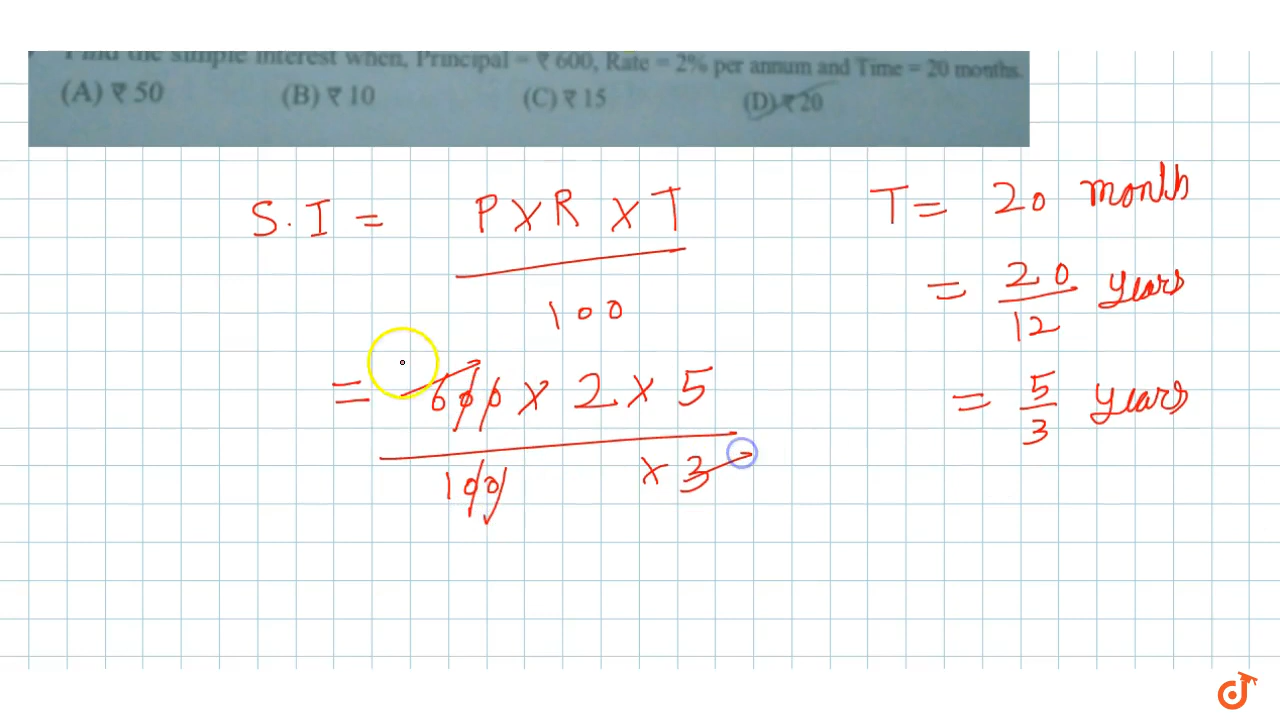 Find the simple interest when, Principal = ₹ 600, Rate = 2% per annum and Time = 20 months.
(A) ₹ 50 (B) ₹ 10 (C) ₹ 15 (D) ₹ 20
S.I = P × R × T / 100
= 600 × 2 × 5 / 100 × 3
T = 20 month
= 20/12 years
= 5/3 years